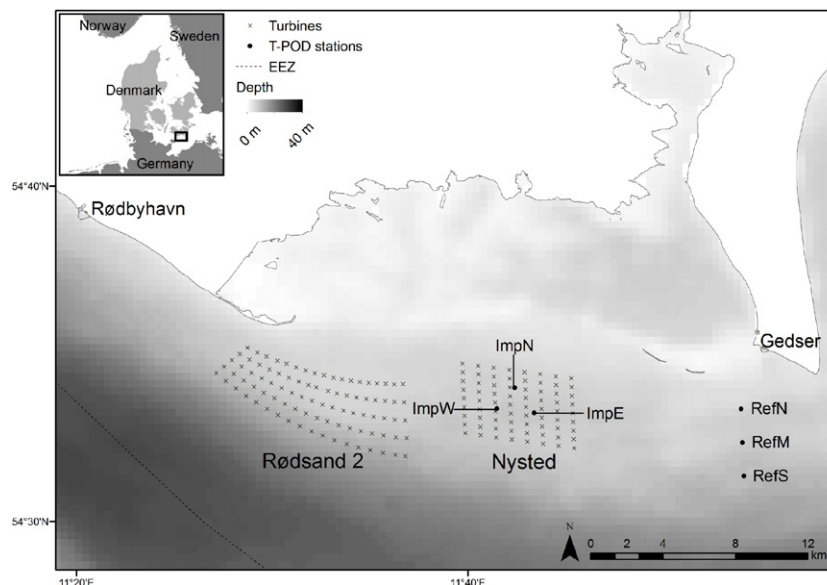 Norway
Sweden
Denmark
Germany
Turbines
T-POD stations
EEZ
Depth
0 m
40 m
54°40'N
Rødbyhavn
Gedser
ImpN
ImpW
ImpE
RefN
RefM
RefS
Rødsand 2
Nysted
54°30'N
N
0 2 4 8 12
km
11°20'E
11°40'E